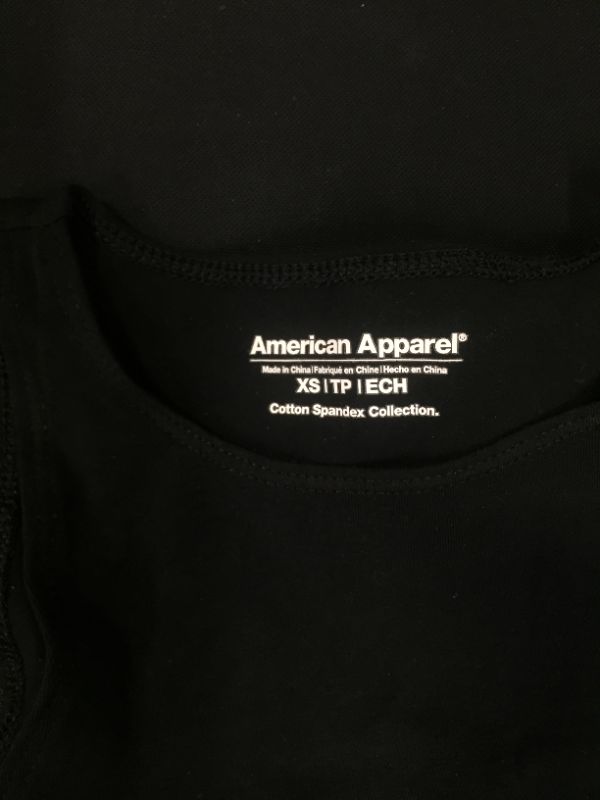 American Apparel®
Made in China|Fabriqué en Chine|Hecho en China
XS|TP|ECH
Cotton Spandex Collection.